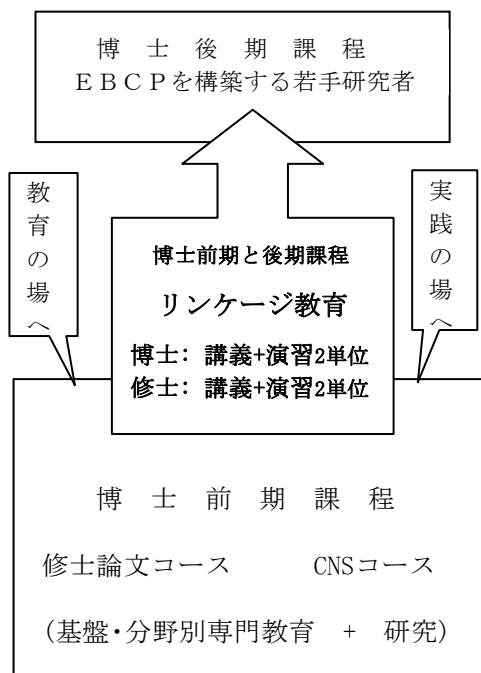 博士後期課程
EBCPを構築する若手研究者
教育の場へ
実践の場へ
博士前期と後期課程
リンケージ教育
博士: 講義+演習2単位
修士: 講義+演習2単位
博士前期課程
修士論文コース CNSコース
(基盤・分野別専門教育 + 研究)